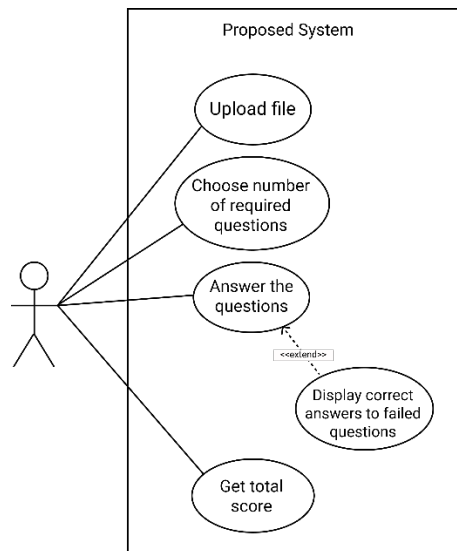 Proposed System
Upload file
Choose number
of required
questions
Answer the
questions
<<extend>>
Display correct
answers to failed
questions
Get total
score